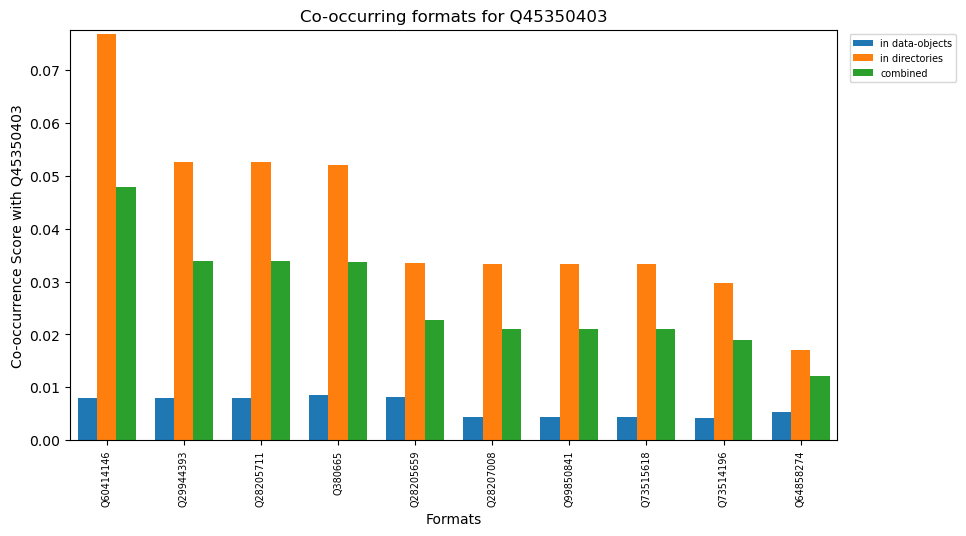 Co-occurring formats for Q45350403
in data-objects
in directories
combined
Co-occurrence Score with Q45350403
0.07
0.06
0.05
0.04
0.03
0.02
0.01
0.00
Q60414146
Q29944393
Q28205711
Q380665
Q28205659
Q28207008
Q99850841
Q73515618
Q73514196
Q64858274
Formats